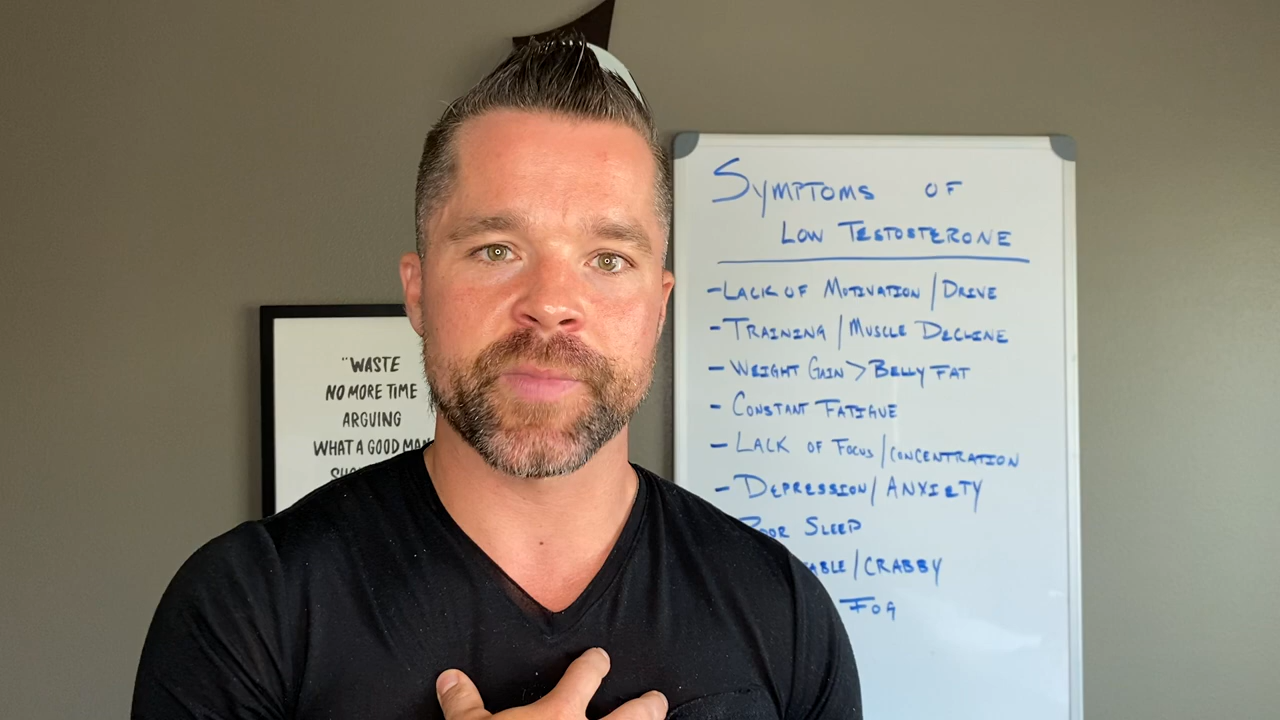 "WASTE
NO MORE TIME
ARGUING
WHAT A GOOD MAN
SYMPTOMS OF
LOW TESTOSTERONE
-LACK OF MOTIVATION/DRIVE
-TRAINING/MUSCLE DECLINE
-WEIGHT GAIN>BELLY FAT
-CONSTANT FATIGUE
-LACK OF FOCUS/CONCENTRATION
-DEPRESSION/ANXIETY
POOR SLEEP
/CRABBY
FOG